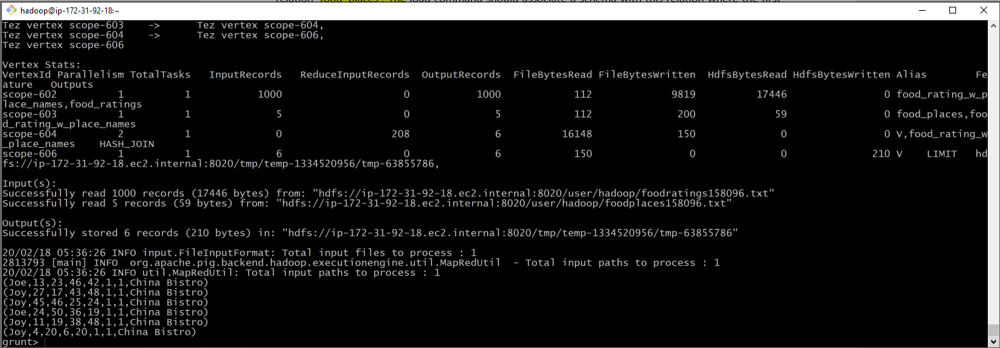 relation 'food_places'. The load command should associate a schema with this relation where the first
hadoop@ip-172-31-92-18:~
Tez vertex scope-603    ->      Tez vertex scope-604,
Tez vertex scope-604    ->      Tez vertex scope-606,
Tez vertex scope-606
Vertex Stats:
VertexId Parallelism TotalTasks   InputRecords   ReduceInputRecords   OutputRecords  FileBytesRead FileBytesWritten  HdfsBytesRead HdfsBytesWritten Alias        Fe
ature   Outputs
scope-602           1          1           1000                    0           1000            112             9819          17446                0 food_rating_w_p
lace_names,food_ratings
scope-603           1          1              5                    0              5            112              200             59                0 food_places,foo
d_rating_w_place_names
scope-604           2          1              0                  208              6          16148              150              0                0 V,food_rating_w
_place_names    HASH_JOIN
scope-606           1          1              6                    0              6            150                0              0              210 V    LIMIT   hd
fs://ip-172-31-92-18.ec2.internal:8020/tmp/temp-1334520956/tmp-63855786,
Input(s):
Successfully read 1000 records (17446 bytes) from: "hdfs://ip-172-31-92-18.ec2.internal:8020/user/hadoop/foodratings158096.txt"
Successfully read 5 records (59 bytes) from: "hdfs://ip-172-31-92-18.ec2.internal:8020/user/hadoop/foodplaces158096.txt"
Output(s):
Successfully stored 6 records (210 bytes) in: "hdfs://ip-172-31-92-18.ec2.internal:8020/tmp/temp-1334520956/tmp-63855786"
20/02/18 05:36:26 INFO input.FileInputFormat: Total input files to process : 1
2813793 [main] INFO  org.apache.pig.backend.hadoop.executionengine.util.MapRedUtil  - Total input paths to process : 1
20/02/18 05:36:26 INFO util.MapRedUtil: Total input paths to process : 1
(Joe,13,23,46,42,1,1,China Bistro)
(Joy,27,17,43,48,1,1,China Bistro)
(Joy,45,46,25,24,1,1,China Bistro)
(Joe,24,50,36,19,1,1,China Bistro)
(Joy,11,19,38,48,1,1,China Bistro)
(Joy,4,20,6,20,1,1,China Bistro)
grunt>